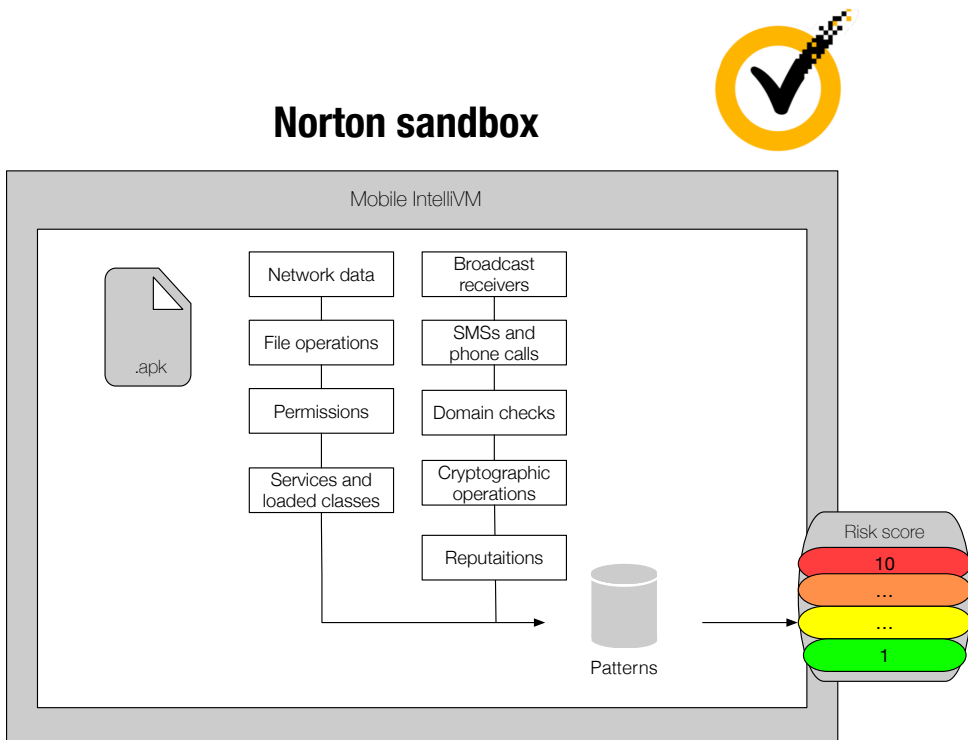 Norton sandbox
Mobile IntelliVM
.apk
Network data
File operations
Permissions
Services and
loaded classes
Broadcast
receivers
SMSs and
phone calls
Domain checks
Cryptographic
operations
Reputaitions
Patterns
Risk score
10
...
...
1